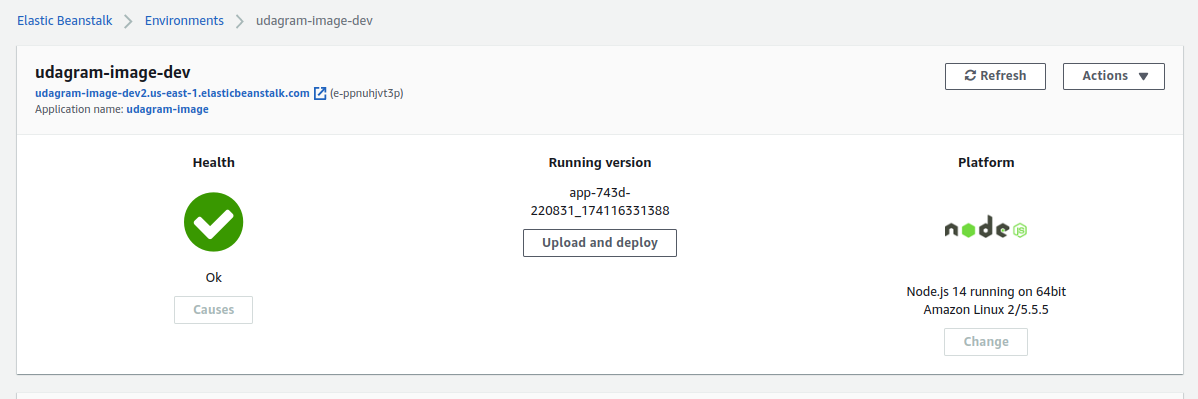 Elastic Beanstalk > Environments > udagram-image-dev
udagram-image-dev
Refresh
Actions
udagram-image-dev2.us-east-1.elasticbeanstalk.com (e-ppnuhjvt3p)
Application name: udagram-image
Health
Running version
Platform
app-743d-
220831_174116331388
Upload and deploy
node
JS
Ok
Causes
Node.js 14 running on 64bit
Amazon Linux 2/5.5.5
Change